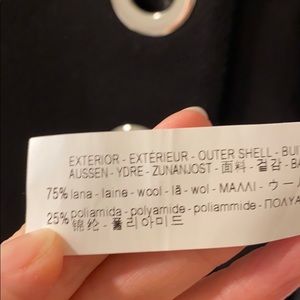 EXTERIOR - EXTÉRIEUR - OUTER SHELL -
AUSSEN - YDRE - ZUNANJOST - 面料 - 겉감 -
75% lana - laine - wool - lã - wol - ΜΑΛΛΙ -
25% poliamida - polyamide - poliammide -
锦纶 - 폴리아미드